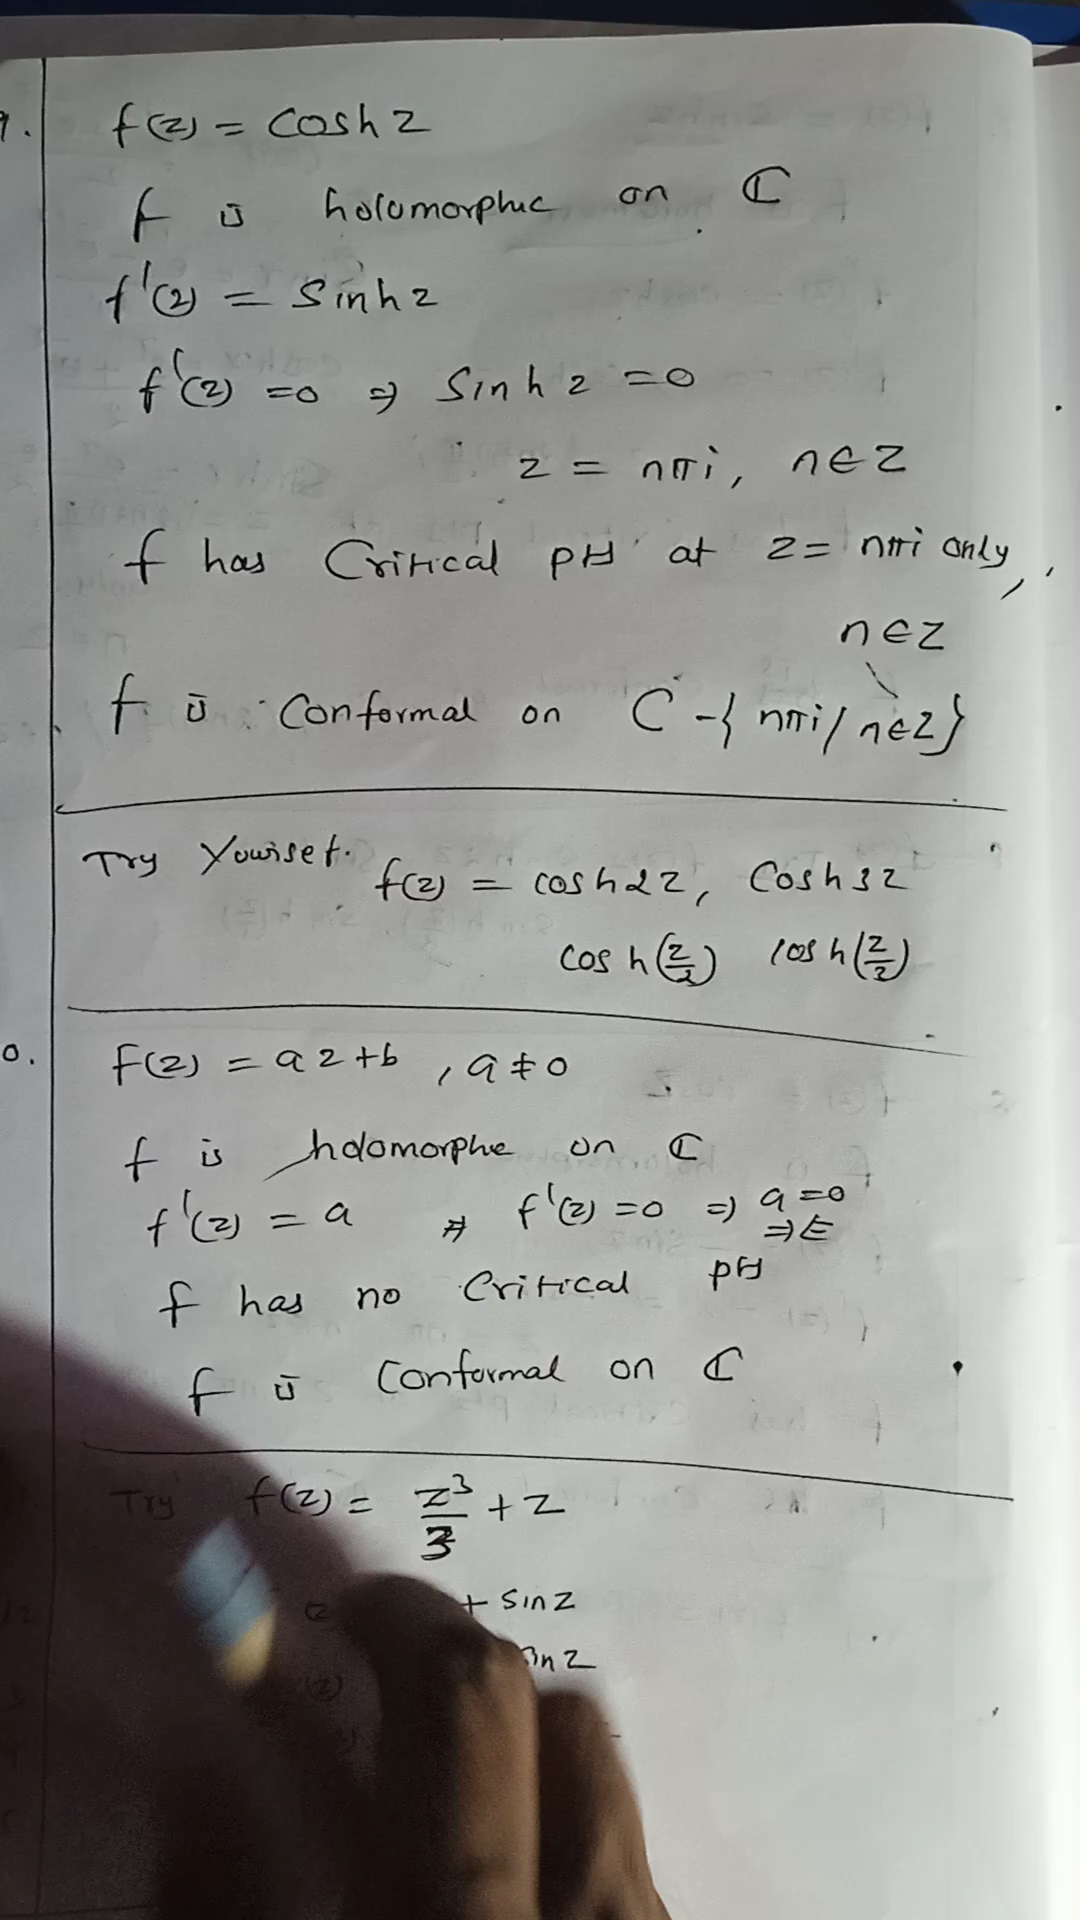 9. f(z) = cosh z
f is holomorphic on ℂ
f'(z) = Sinh z
f'(z) = 0 ⇒ Sinh z = 0
z = nπi, n∈Z
f has Critical pts at z = nπi only,
n∈Z
f is Conformal on ℂ - { nπi / n∈Z }
Try Yourself.
f(z) = cosh 2z, Cosh 3z
cosh(z/2) cosh(z/3)
0. f(z) = az+b, a≠0
f is holomorphic on ℂ
f'(z) = a ⇒ f'(z) = 0 ⇒ a=0
⇒⇐
f has no Critical pts
f is Conformal on ℂ
Try f(z) = z³/3 + z
+ sin z
in z